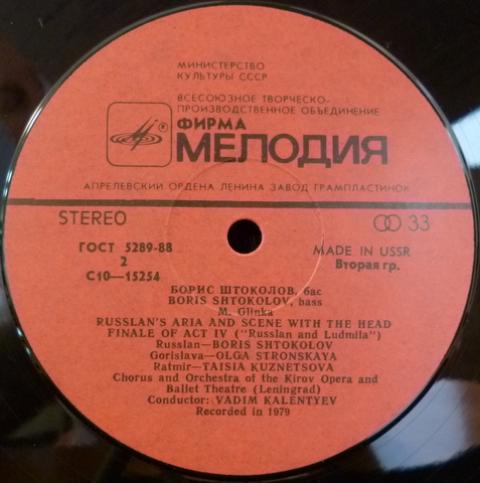 МИНИСТЕРСТВО
КУЛЬТУРЫ СССР
ВСЕСОЮЗНОЕ ТВОРЧЕСКО-
ПРОИЗВОДСТВЕННОЕ ОБЪЕДИНЕНИЕ
®
ФИРМА
МЕЛОДИЯ
АПРЕЛЕВСКИЙ ОРДЕНА ЛЕНИНА ЗАВОД ГРАМПЛАСТИНОК
STEREO 33
ГОСТ 5289-88 MADE IN USSR
2 Вторая гр.
С10—15254
БОРИС ШТОКОЛОВ, бас
BORIS SHTOKOLOV, bass
M. Glinka
RUSSLAN'S ARIA AND SCENE WITH THE HEAD
FINALE OF ACT IV ("Russlan and Ludmila")
Russlan—BORIS SHTOKOLOV
Gorislava—OLGA STRONSKAYA
Ratmir—TAISIA KUZNETSOVA
Chorus and Orchestra of the Kirov Opera and
Ballet Theatre (Leningrad)
Conductor: VADIM KALENTYEV
Recorded in 1979